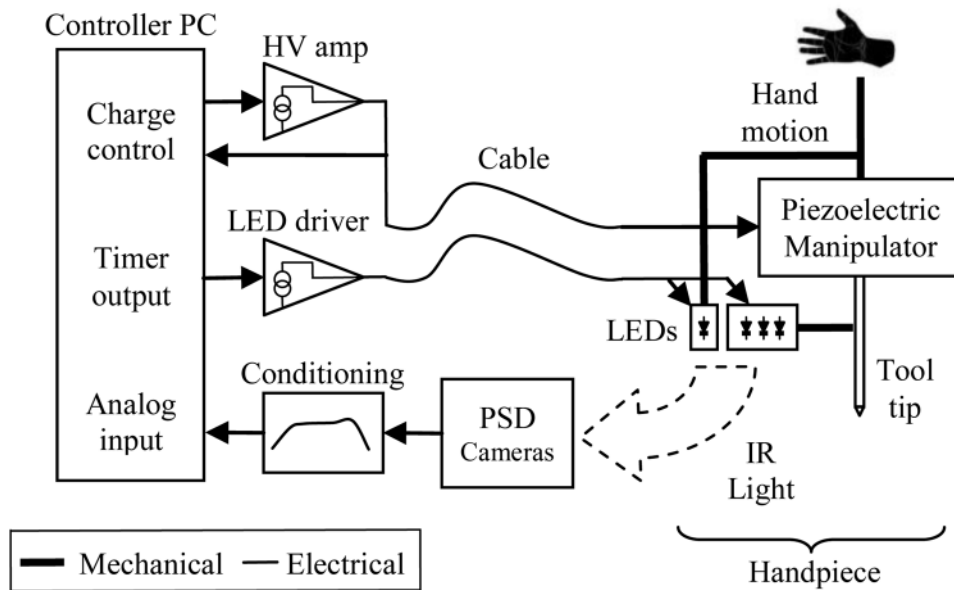 Controller PC
HV amp
Charge
control
Hand
motion
Cable
Piezoelectric
Manipulator
LED driver
Timer
output
LEDs
Conditioning
Analog
input
PSD
Cameras
Tool
tip
IR
Light
Mechanical
Electrical
Handpiece